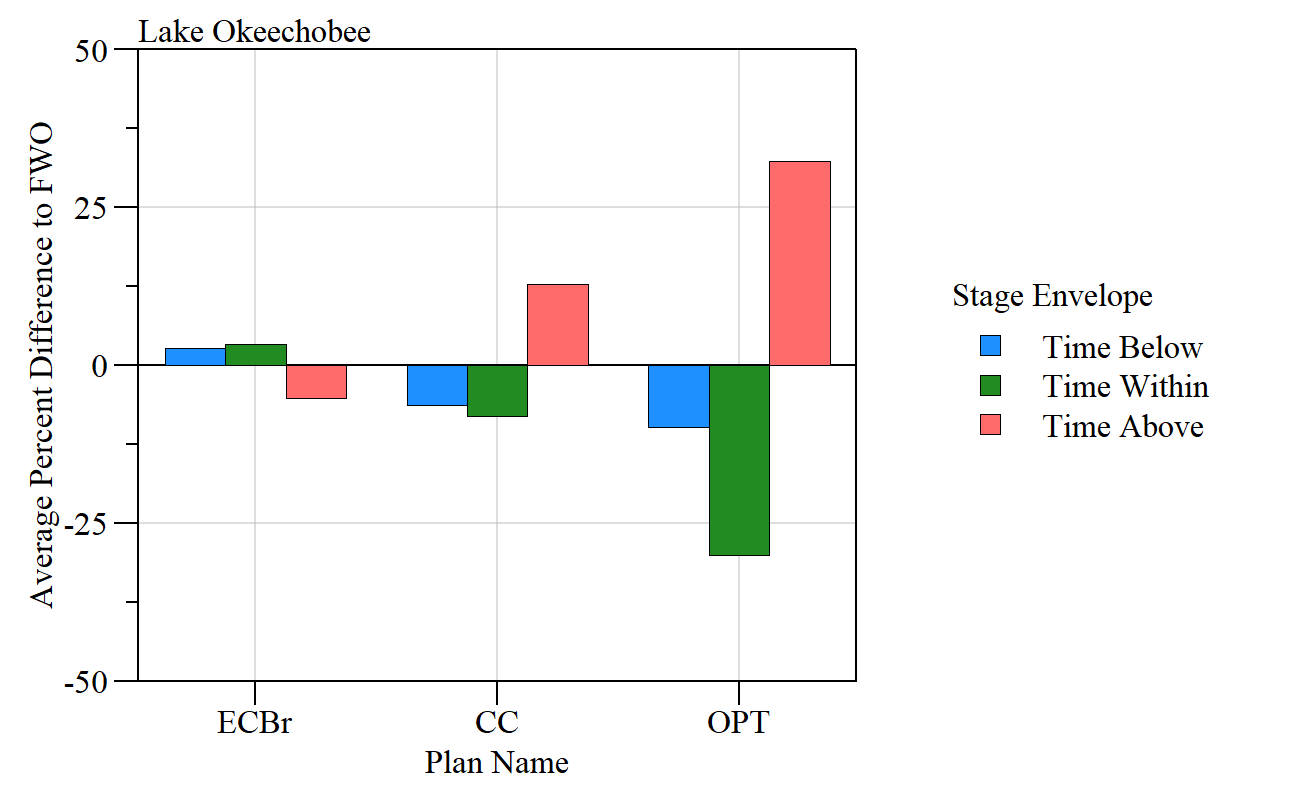 Lake Okeechobee
50
25
0
-25
-50
Average Percent Difference to FWO
ECBr
CC
OPT
Plan Name
Stage Envelope
Time Below
Time Within
Time Above